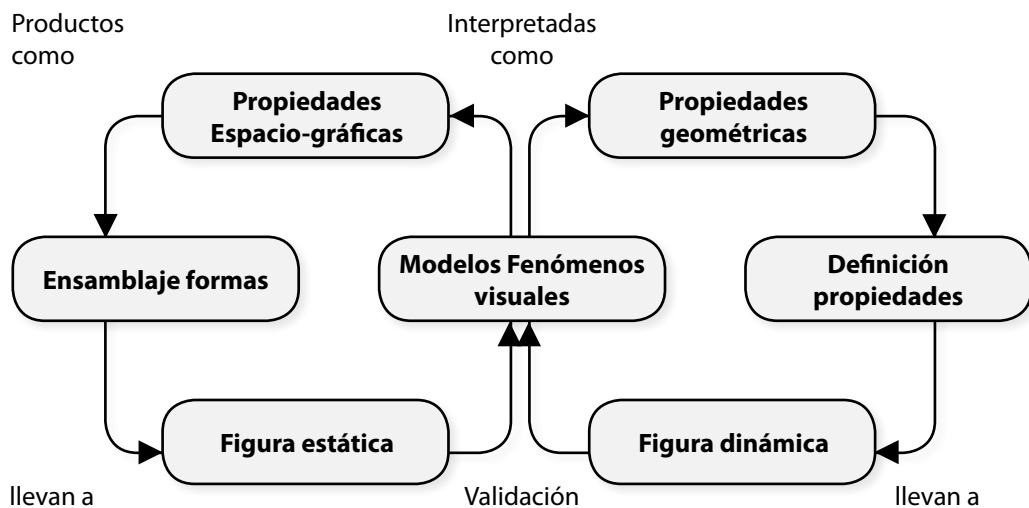 Productos
como
Interpretadas
como
Propiedades
Espacio-gráficas
Propiedades
geométricas
Ensamblaje formas
Modelos Fenómenos
visuales
Definición
propiedades
Figura estática
Figura dinámica
llevan a
Validación
llevan a